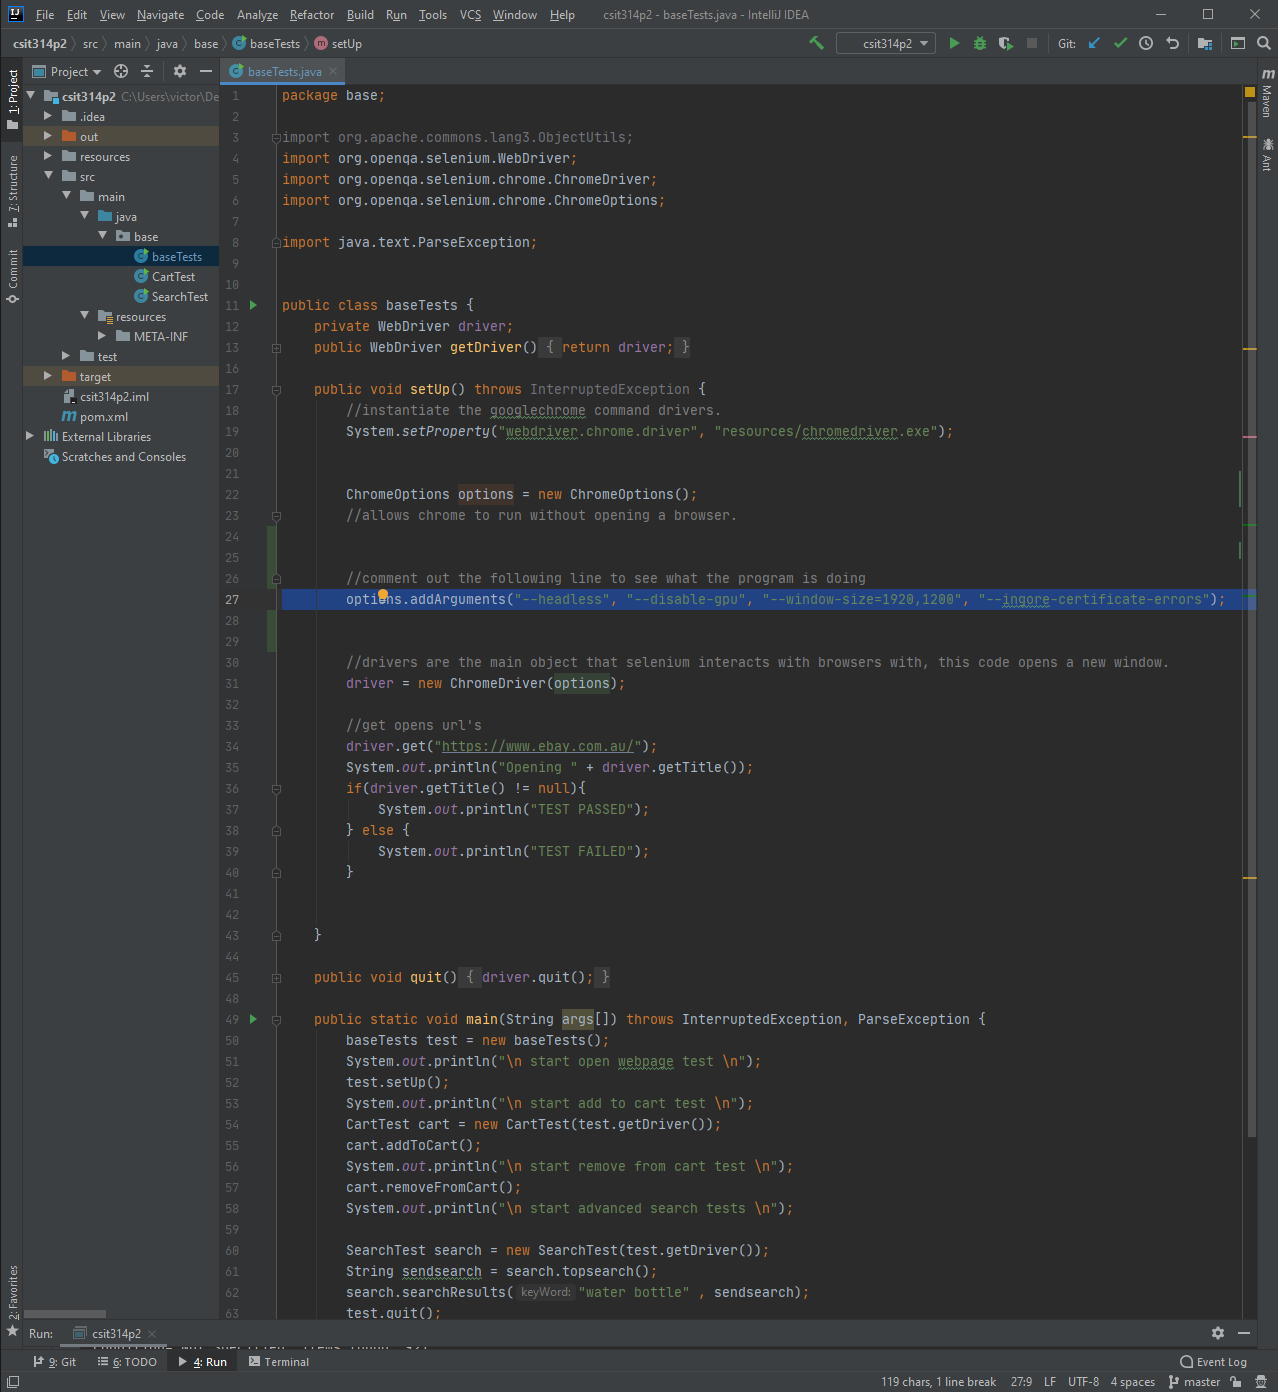 File Edit View Navigate Code Analyze Refactor Build Run Tools VCS Window Help csit314p2 - baseTests.java - IntelliJ IDEA
csit314p2 src main java base baseTests setUp csit314p2 Git:
1: Project
7: Structure
Commit
2: Favorites
Project
csit314p2 C:\Users\victor\De
.idea
out
resources
src
main
java
base
baseTests
CartTest
SearchTest
resources
META-INF
test
target
csit314p2.iml
pom.xml
External Libraries
Scratches and Consoles
baseTests.java
1 package base;
2
3 import org.apache.commons.lang3.ObjectUtils;
4 import org.openqa.selenium.WebDriver;
5 import org.openqa.selenium.chrome.ChromeDriver;
6 import org.openqa.selenium.chrome.ChromeOptions;
7
8 import java.text.ParseException;
9
10
11 public class baseTests {
12 private WebDriver driver;
13 public WebDriver getDriver() { return driver; }
16
17 public void setUp() throws InterruptedException {
18 //instantiate the googlechrome command drivers.
19 System.setProperty("webdriver.chrome.driver", "resources/chromedriver.exe");
20
21
22 ChromeOptions options = new ChromeOptions();
23 //allows chrome to run without opening a browser.
24
25
26 //comment out the following line to see what the program is doing
27 options.addArguments("--headless", "--disable-gpu", "--window-size=1920,1200", "--ingore-certificate-errors");
28
29
30 //drivers are the main object that selenium interacts with browsers with, this code opens a new window.
31 driver = new ChromeDriver(options);
32
33 //get opens url's
34 driver.get("https://www.ebay.com.au/");
35 System.out.println("Opening " + driver.getTitle());
36 if(driver.getTitle() != null){
37 System.out.println("TEST PASSED");
38 } else {
39 System.out.println("TEST FAILED");
40 }
41
42
43 }
44
45 public void quit() { driver.quit(); }
48
49 public static void main(String args[]) throws InterruptedException, ParseException {
50 baseTests test = new baseTests();
51 System.out.println("\n start open webpage test \n");
52 test.setUp();
53 System.out.println("\n start add to cart test \n");
54 CartTest cart = new CartTest(test.getDriver());
55 cart.addToCart();
56 System.out.println("\n start remove from cart test \n");
57 cart.removeFromCart();
58 System.out.println("\n start advanced search tests \n");
59
60 SearchTest search = new SearchTest(test.getDriver());
61 String sendsearch = search.topsearch();
62 search.searchResults( keyWord: "water bottle" , sendsearch);
63 test.quit();
Maven
Ant
Run: csit314p2
9: Git 6: TODO 4: Run Terminal Event Log
119 chars, 1 line break 27:9 LF UTF-8 4 spaces master